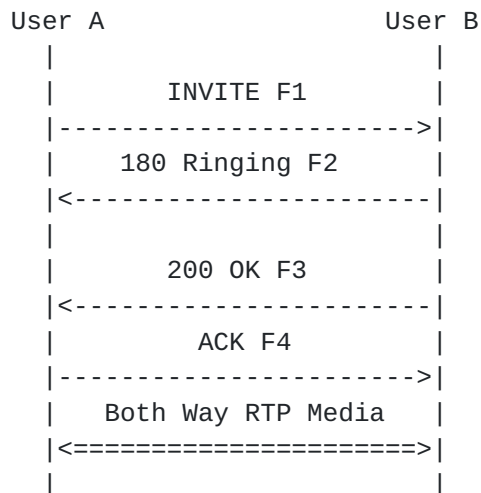 User A                  User B
  |                        |
  |       INVITE F1        |
  |----------------------->|
  |    180 Ringing F2      |
  |<-----------------------|
  |                        |
  |       200 OK F3        |
  |<-----------------------|
  |         ACK F4         |
  |----------------------->|
  |   Both Way RTP Media   |
  |<======================>|
  |                        |